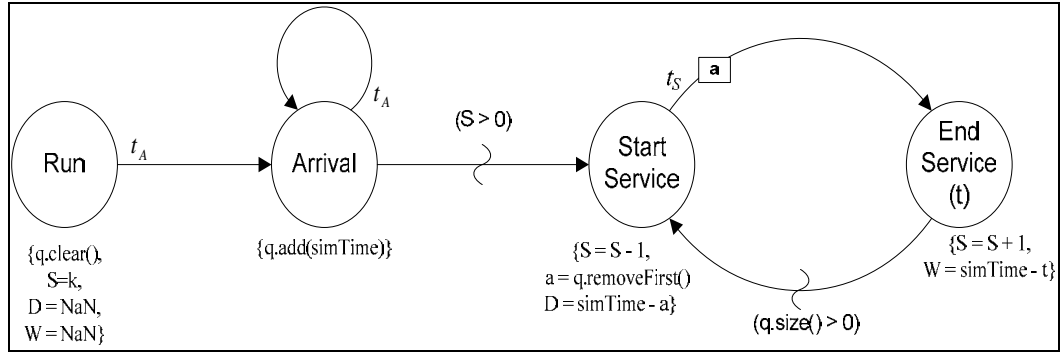 Run
t_A
{q.clear(),
S=k,
D = NaN,
W = NaN}
Arrival
t_A
{q.add(simTime)}
(S > 0)
Start
Service
{S = S - 1,
a = q.removeFirst()
D = simTime - a}
t_S
a
End
Service
(t)
{S = S + 1,
W = simTime - t}
(q.size() > 0)